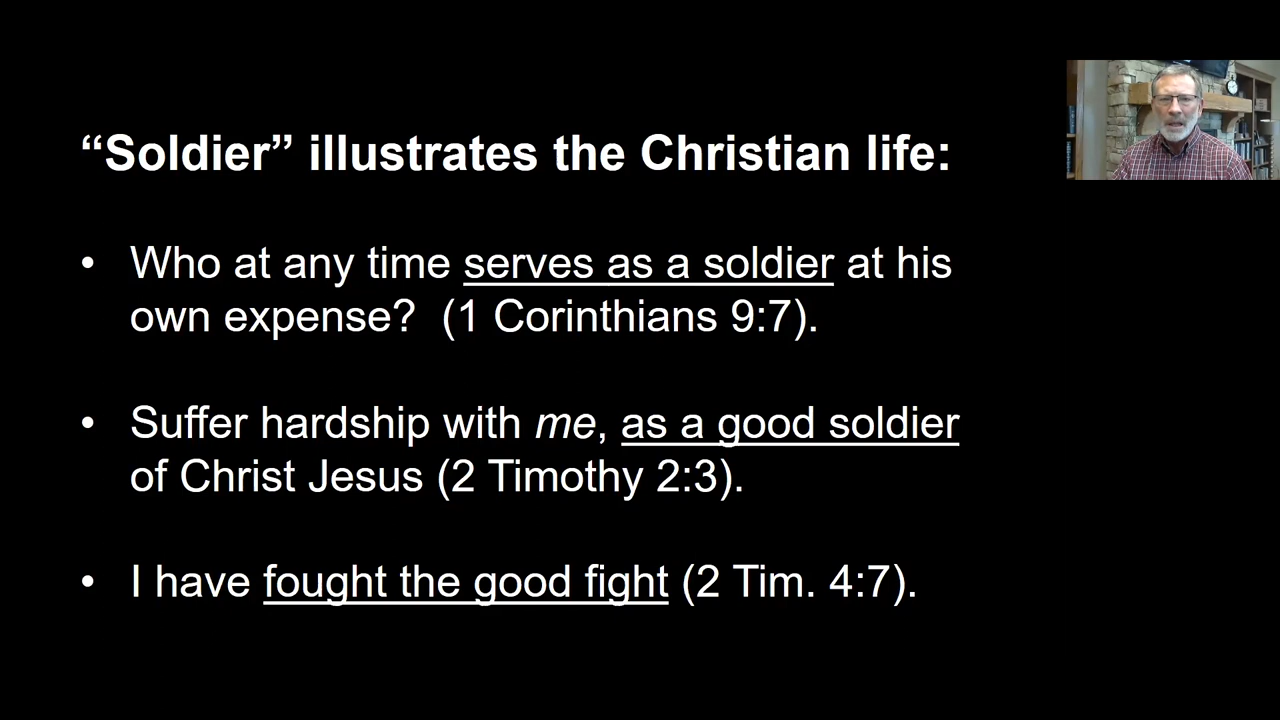 “Soldier” illustrates the Christian life:
• Who at any time serves as a soldier at his
own expense?  (1 Corinthians 9:7).
• Suffer hardship with me, as a good soldier
of Christ Jesus (2 Timothy 2:3).
• I have fought the good fight (2 Tim. 4:7).